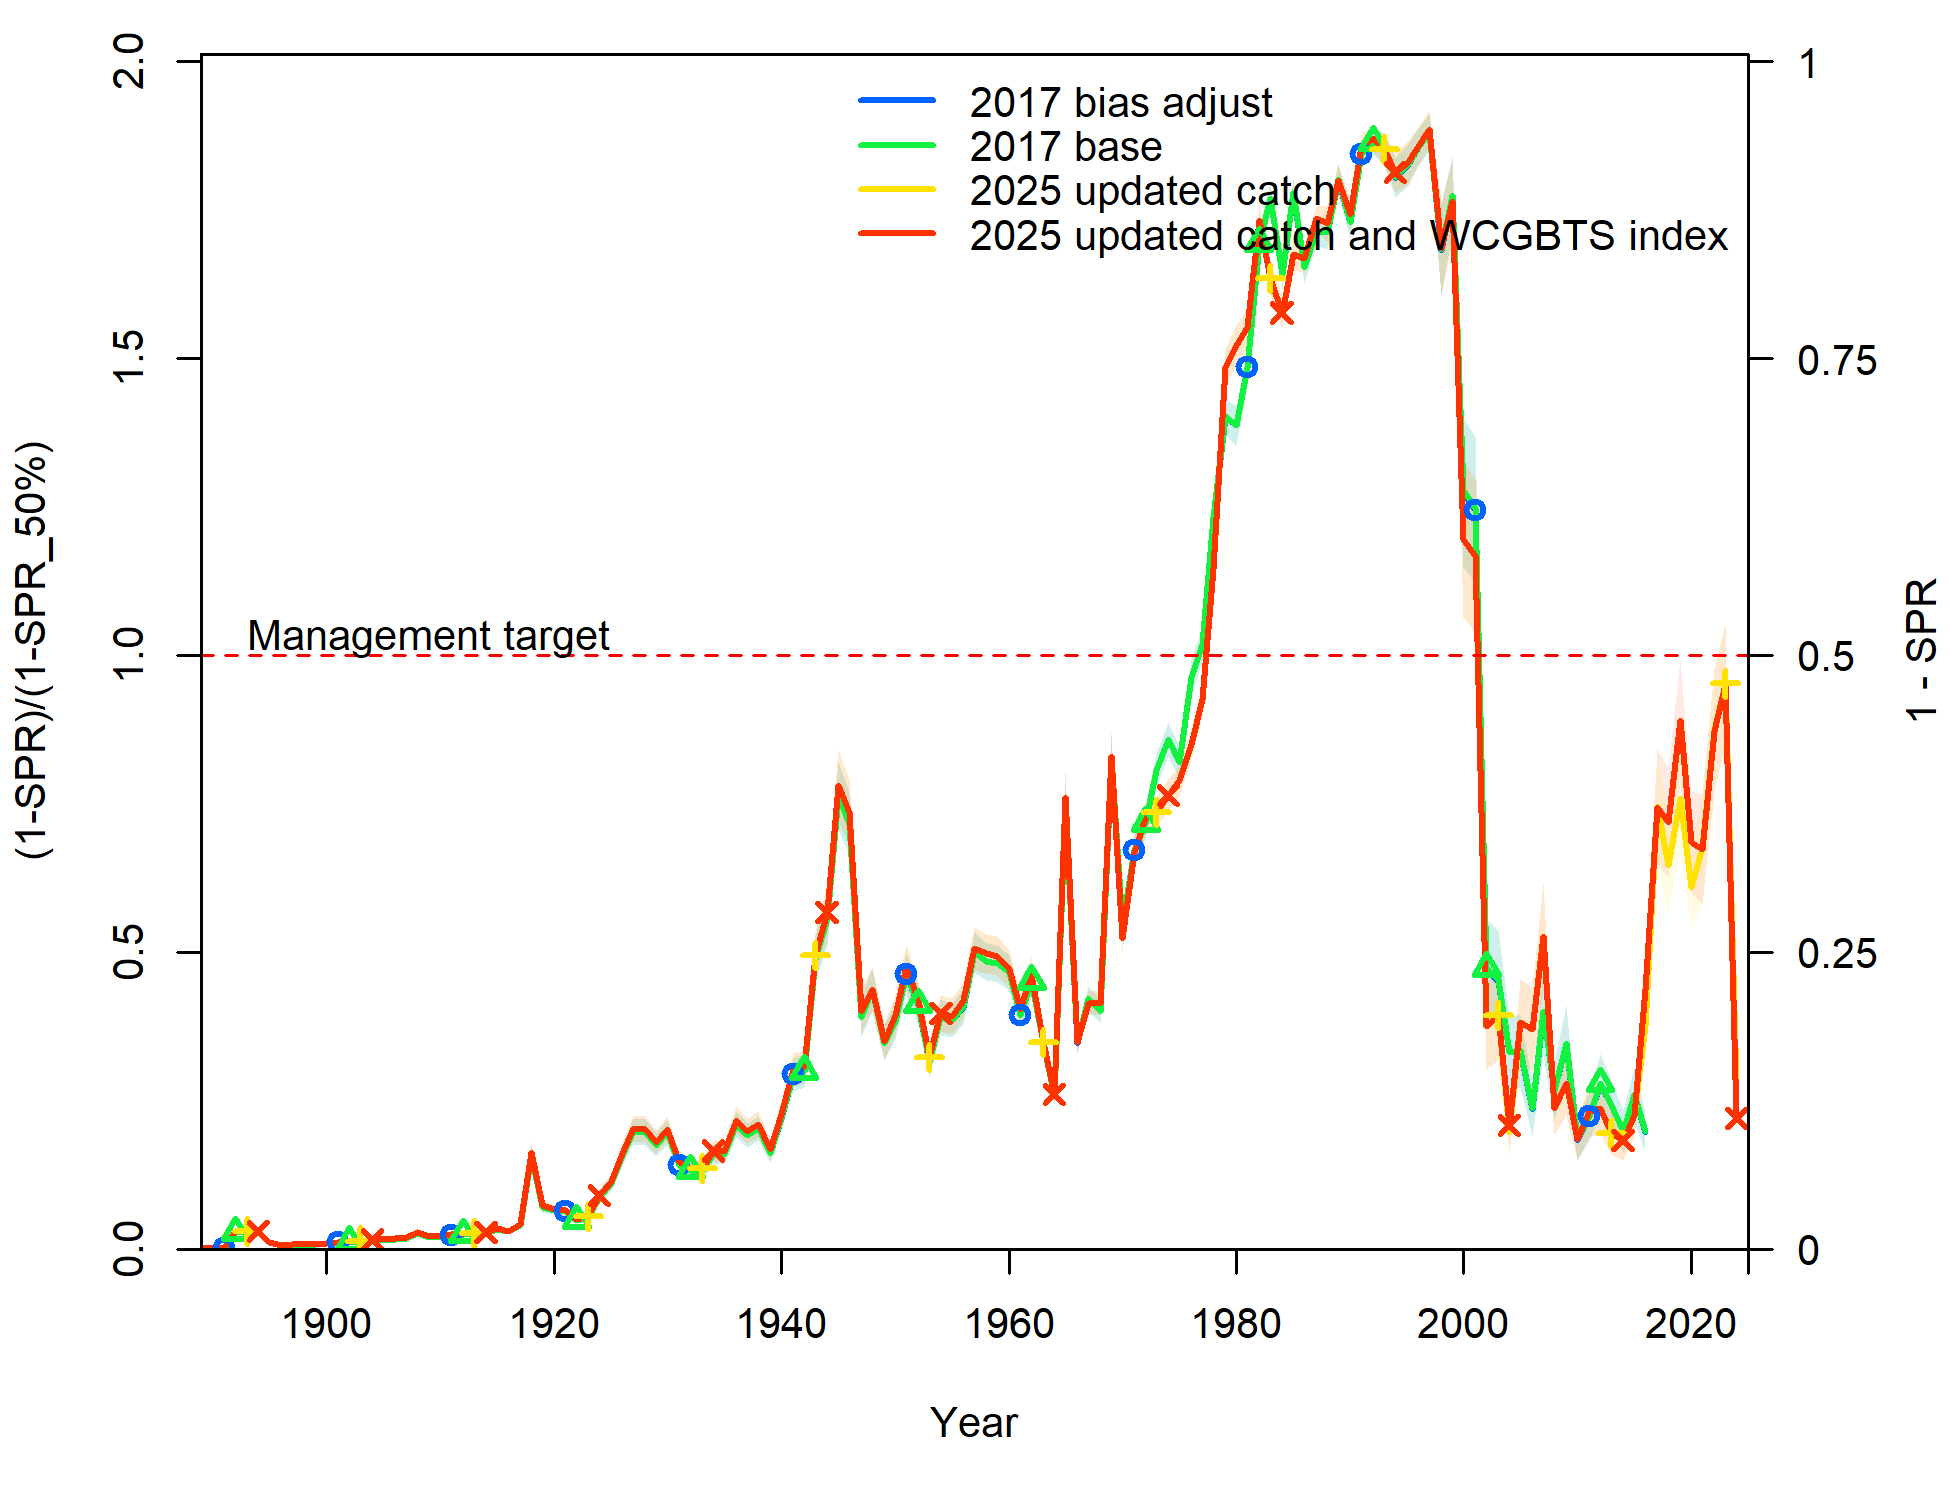 2017 bias adjust
2017 base
2025 updated catch
2025 updated catch and WCGBTS index
Management target
(1-SPR)/(1-SPR_50%)
2.0
1.5
1.0
0.5
0.0
1
0.75
0.5
0.25
0
1 - SPR
1900 1920 1940 1960 1980 2000 2020
Year